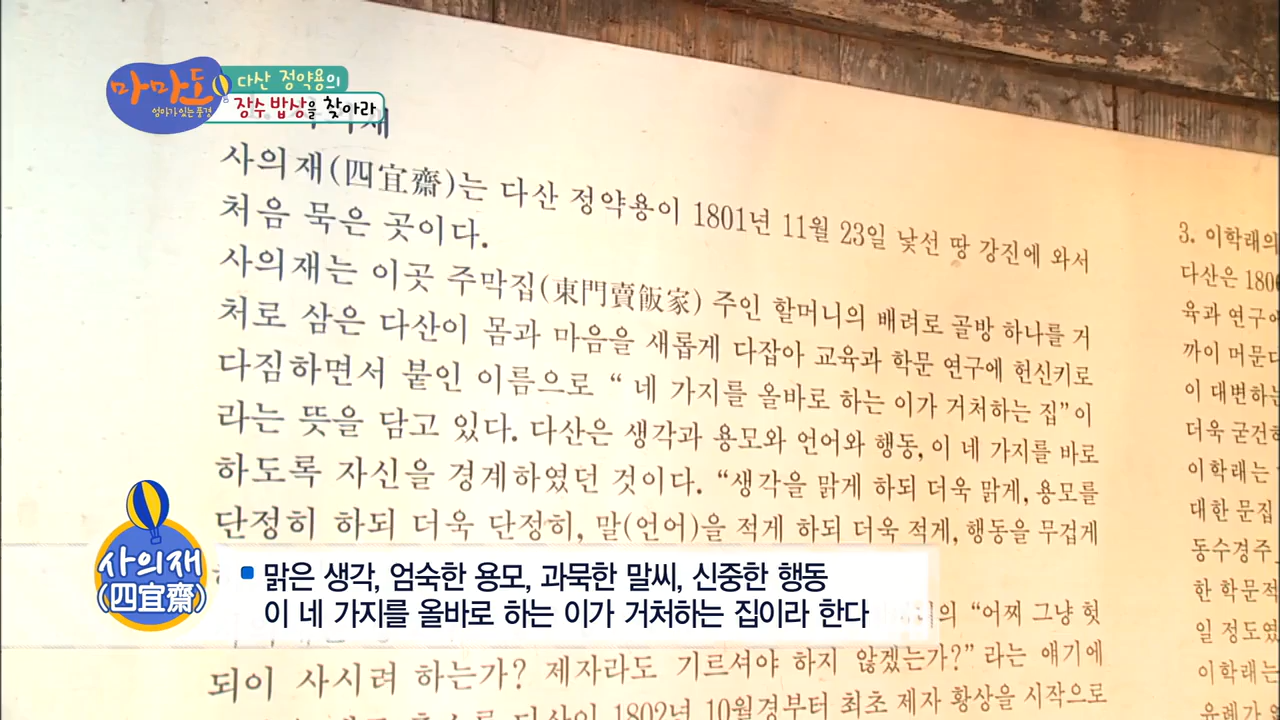 마마도
엄마가 있는 풍경
다산 정약용의
장수 밥상을 찾아라
재
사의재(四宜齋)는 다산 정약용이 1801년 11월 23일 낯선 땅 강진에 와서
처음 묵은 곳이다.
사의재는 이곳 주막집(東門賣飯家) 주인 할머니의 배려로 골방 하나를 거
처로 삼은 다산이 몸과 마음을 새롭게 다잡아 교육과 학문 연구에 헌신키로
다짐하면서 붙인 이름으로 “ 네 가지를 올바로 하는 이가 거처하는 집”이
라는 뜻을 담고 있다. 다산은 생각과 용모와 언어와 행동, 이 네 가지를 바로
하도록 자신을 경계하였던 것이다. “생각을 맑게 하되 더욱 맑게, 용모를
단정히 하되 더욱 단정히, 말(언어)을 적게 하되 더욱 적게, 행동을 무겁게
“어찌 그냥 헛
되이 사시려 하는가? 제자라도 기르셔야 하지 않겠는가?” 라는 얘기에
다산이 1802년 10월경부터 최초 제자 황상을 시작으로
3. 이학래의
다산은
육과 연구에
까이 머문
이 대변하는
더욱 굳건
이학래는
대한 문집
동수경주
한 학문적
일 정도였
이학래는
사의재
(四宜齋)
맑은 생각, 엄숙한 용모, 과묵한 말씨, 신중한 행동
이 네 가지를 올바로 하는 이가 거처하는 집이라 한다